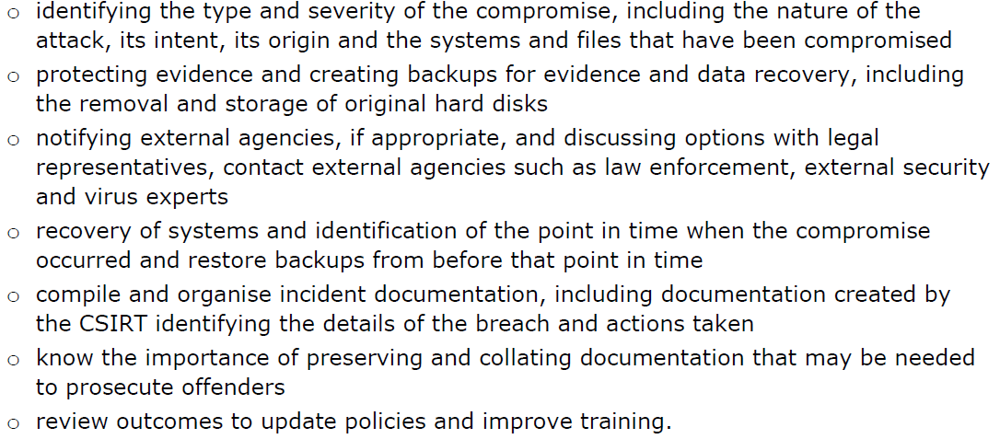 o identifying the type and severity of the compromise, including the nature of the
attack, its intent, its origin and the systems and files that have been compromised
o protecting evidence and creating backups for evidence and data recovery, including
the removal and storage of original hard disks
o notifying external agencies, if appropriate, and discussing options with legal
representatives, contact external agencies such as law enforcement, external security
and virus experts
o recovery of systems and identification of the point in time when the compromise
occurred and restore backups from before that point in time
o compile and organise incident documentation, including documentation created by
the CSIRT identifying the details of the breach and actions taken
o know the importance of preserving and collating documentation that may be needed
to prosecute offenders
o review outcomes to update policies and improve training.